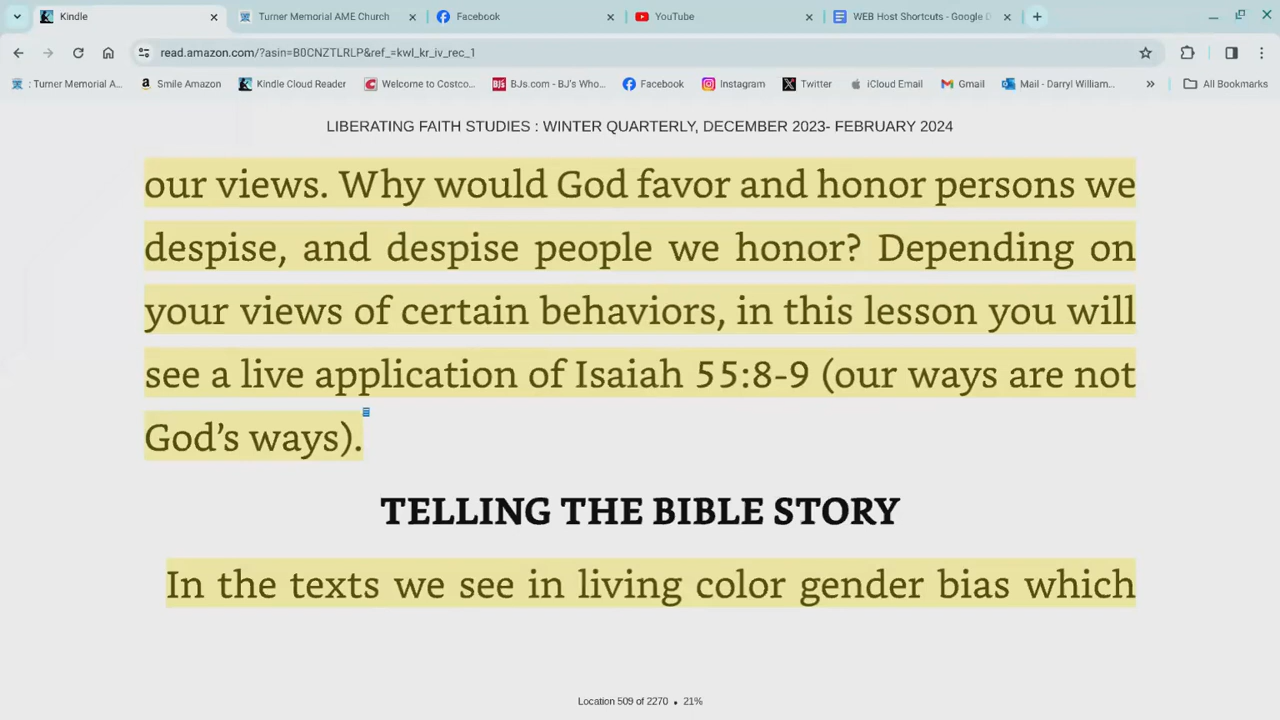 Kindle
Turner Memorial AME Church
Facebook
YouTube
WEB Host Shortcuts - Google D
read.amazon.com/?asin=B0CNZTLRLP&ref_=kwl_kr_iv_rec_1
: Turner Memorial A...
Smile Amazon
Kindle Cloud Reader
Welcome to Costco...
BJs.com - BJ's Who...
Facebook
Instagram
Twitter
iCloud Email
Gmail
Mail - Darryl William...
All Bookmarks
LIBERATING FAITH STUDIES : WINTER QUARTERLY, DECEMBER 2023- FEBRUARY 2024
our views. Why would God favor and honor persons we
despise, and despise people we honor? Depending on
your views of certain behaviors, in this lesson you will
see a live application of Isaiah 55:8-9 (our ways are not
God's ways).
TELLING THE BIBLE STORY
In the texts we see in living color gender bias which
Location 509 of 2270 • 21%